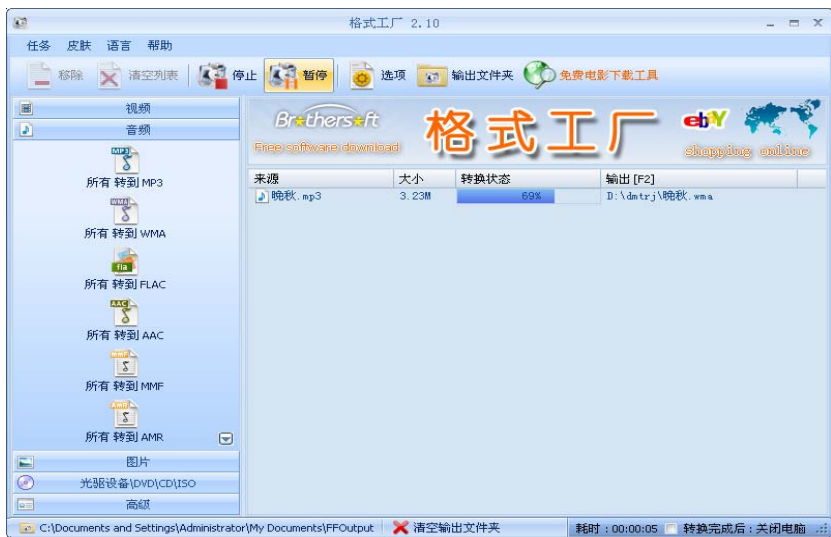 格式工厂 2.10
任务 皮肤 语言 帮助
移除 清空列表 停止 暂停 选项 输出文件夹 免费电影下载工具
视频
音频
MP3
所有 转到 MP3
WMA
所有 转到 WMA
fla
所有 转到 FLAC
AAC
所有 转到 AAC
MMF
所有 转到 MMF
AMR
所有 转到 AMR
图片
光驱设备\DVD\CD\ISO
高级
Brothersoft
Free software download
格式工厂
ebY
shopping online
来源 大小 转换状态 输出 [F2]
晚秋.mp3 3.23M 69% D:\dmtrj\晚秋.wma
C:\Documents and Settings\Administrator\My Documents\FFOutput 清空输出文件夹 耗时 : 00:00:05 转换完成后 : 关闭电脑